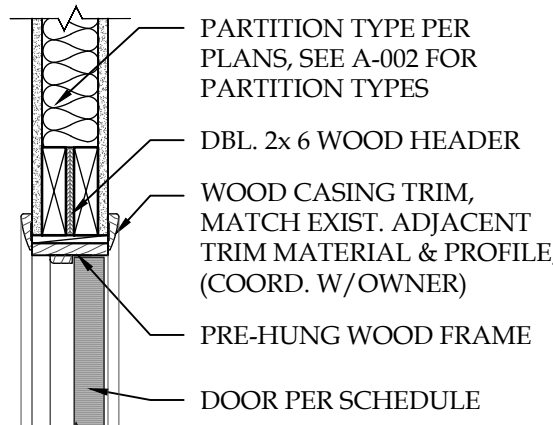 PARTITION TYPE PER
PLANS, SEE A-002 FOR
PARTITION TYPES
DBL. 2x 6 WOOD HEADER
WOOD CASING TRIM,
MATCH EXIST. ADJACENT
TRIM MATERIAL & PROFILE,
(COORD. W/OWNER)
PRE-HUNG WOOD FRAME
DOOR PER SCHEDULE